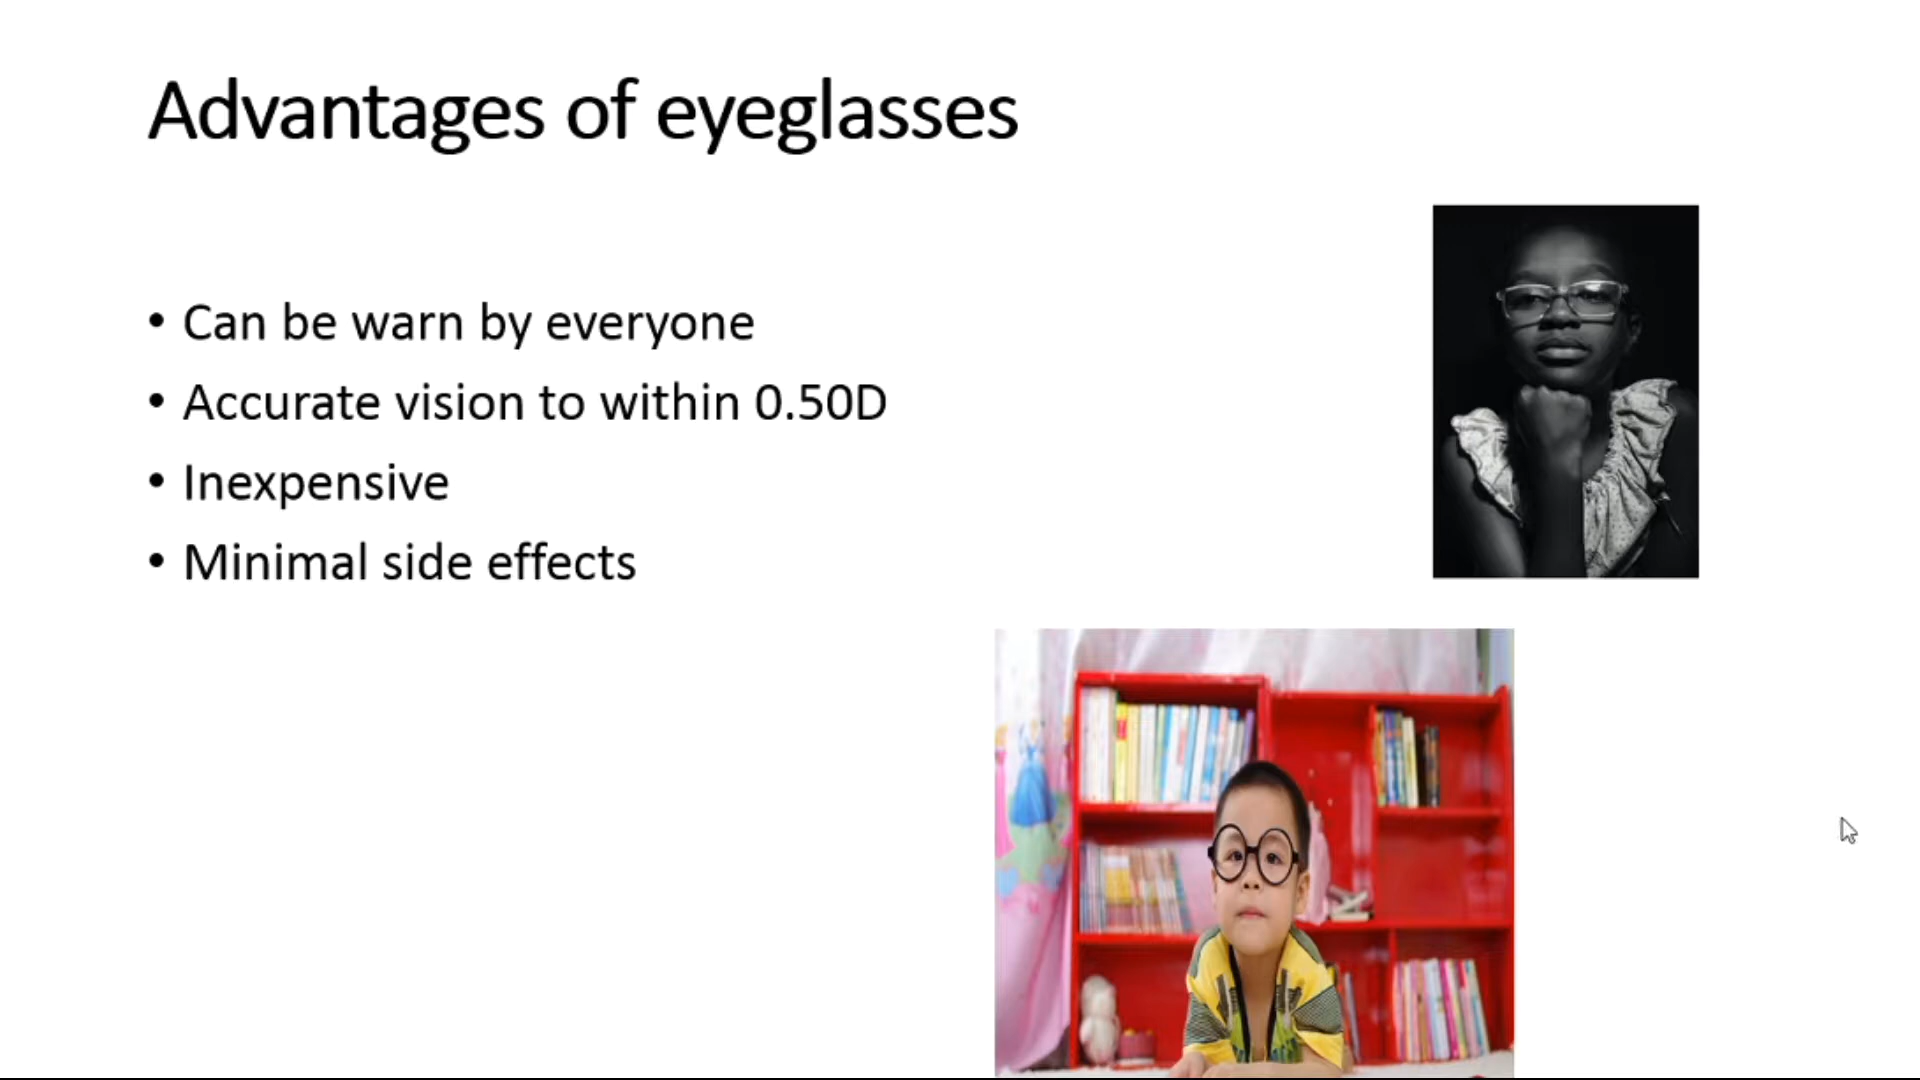 Advantages of eyeglasses
• Can be warn by everyone
• Accurate vision to within 0.50D
• Inexpensive
• Minimal side effects